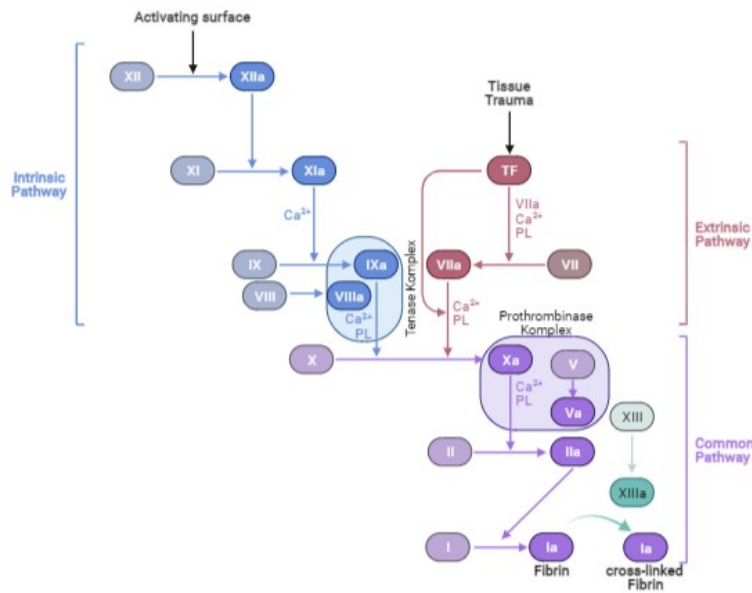 Activating surface
XII
XIIa
Tissue
Trauma
XI
XIa
TF
Intrinsic
Pathway
Ca²⁺
VIIa
Ca²⁺
PL
Extrinsic
Pathway
IX
IXa
VIIa
VII
VIII
VIIIa
Tenase Komplex
Ca²⁺
PL
Ca²⁺
PL
Prothrombinase
Komplex
X
Xa
V
Ca²⁺
PL
Va
XIII
Common
Pathway
II
IIa
XIIIa
I
Ia
Ia
Fibrin
cross-linked
Fibrin